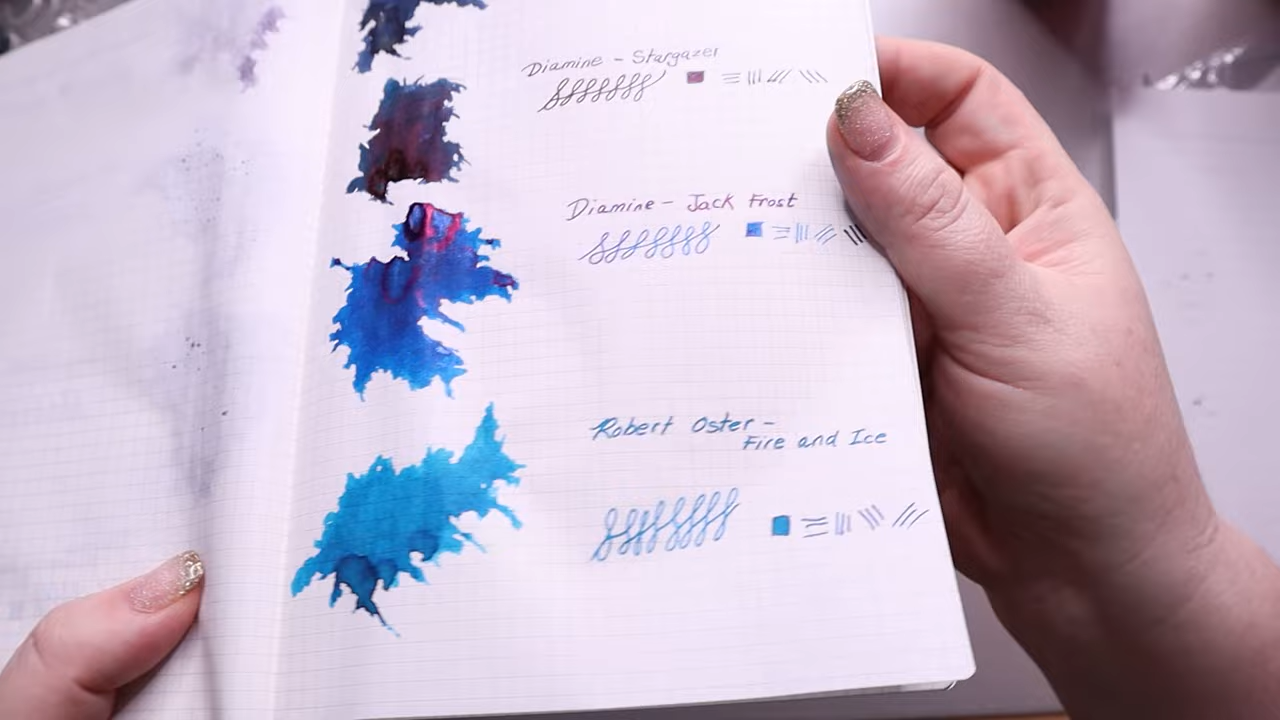 Diamine - Stargazer
Diamine - Jack Frost
Robert Oster -
Fire and Ice